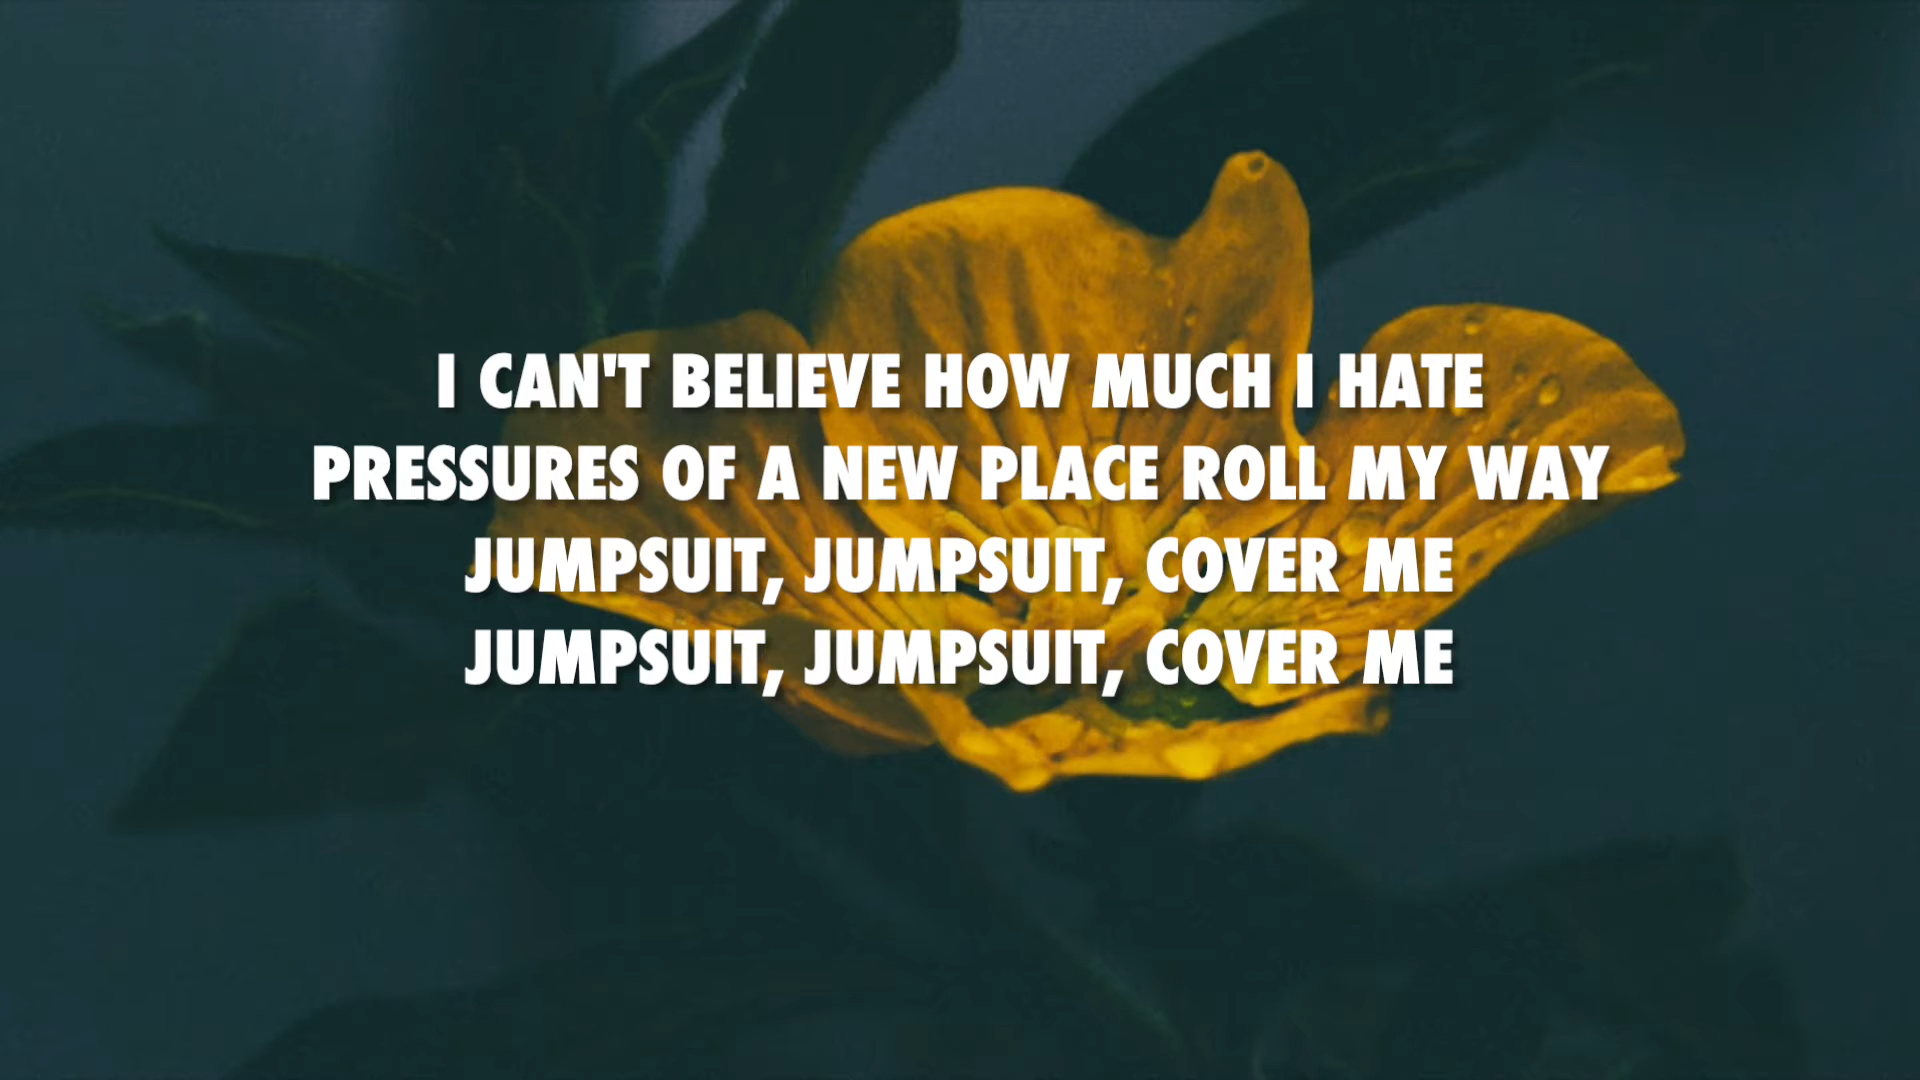 I CAN'T BELIEVE HOW MUCH I HATE
PRESSURES OF A NEW PLACE ROLL MY WAY
JUMPSUIT, JUMPSUIT, COVER ME
JUMPSUIT, JUMPSUIT, COVER ME